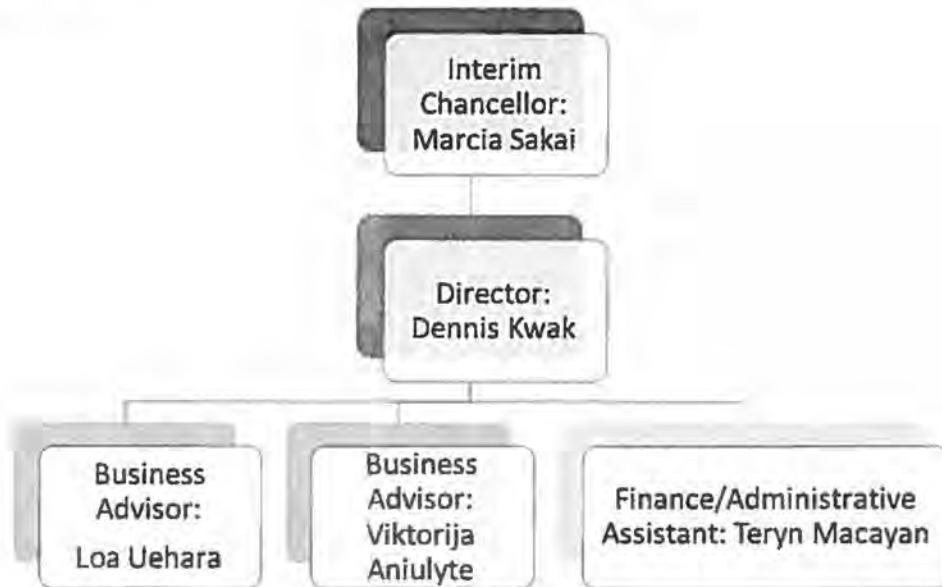 Interim
Chancellor:
Marcia Sakai
Director:
Dennis Kwak
Business
Advisor:
Loa Uehara
Business
Advisor:
Viktorija
Aniulyte
Finance/Administrative
Assistant: Teryn Macayan